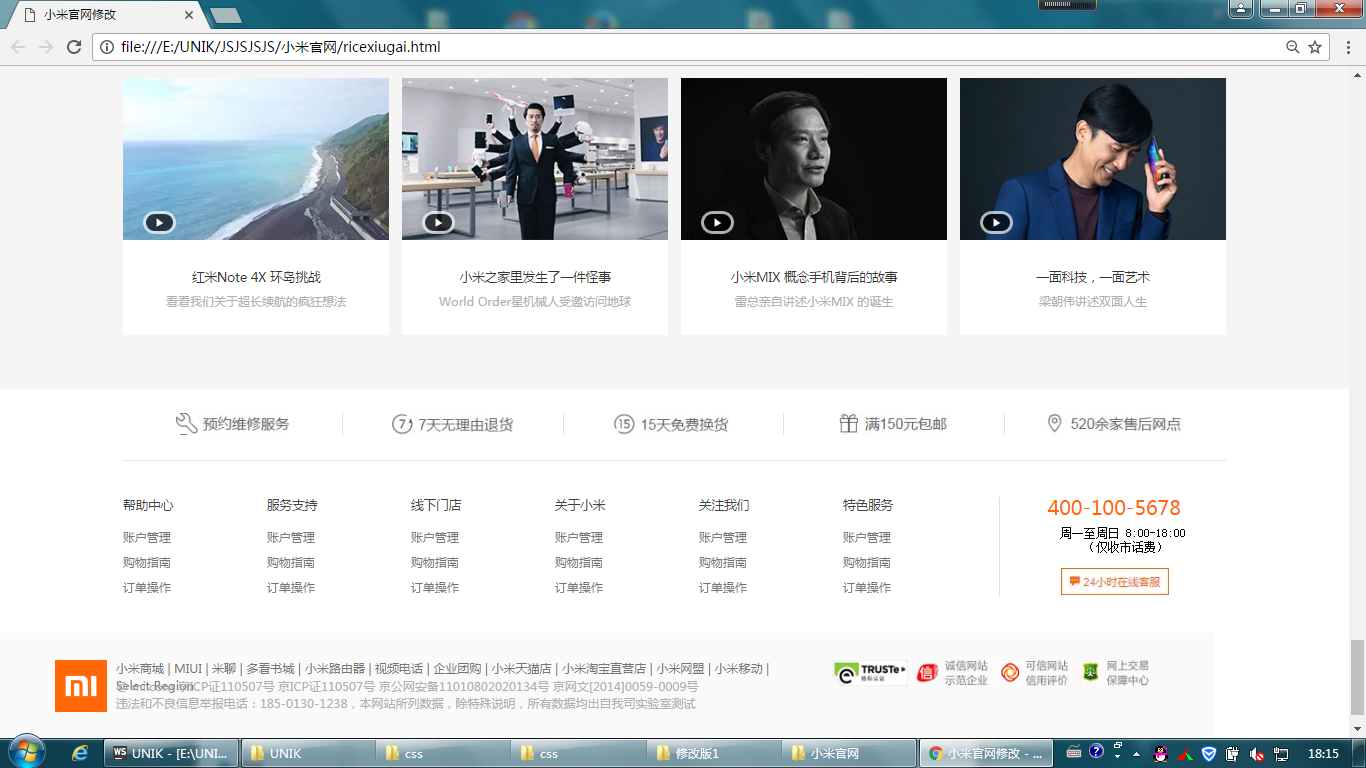 小米官网修改
file:///E:/UNIK/JSJSJSJS/小米官网/ricexiugai.html
红米Note 4X 环岛挑战
看看我们关于超长续航的疯狂想法
小米之家里发生了一件怪事
World Order星机械人受邀访问地球
小米MIX 概念手机背后的故事
雷总亲自讲述小米MIX 的诞生
一面科技，一面艺术
梁朝伟讲述双面人生
预约维修服务
7天无理由退货
15天免费换货
满150元包邮
520余家售后网点
帮助中心
账户管理
购物指南
订单操作
服务支持
账户管理
购物指南
订单操作
线下门店
账户管理
购物指南
订单操作
关于小米
账户管理
购物指南
订单操作
关注我们
账户管理
购物指南
订单操作
特色服务
账户管理
购物指南
订单操作
400-100-5678
周一至周日 8:00-18:00
（仅收市话费）
24小时在线客服
小米商城 | MIUI | 米聊 | 多看书城 | 小米路由器 | 视频电话 | 企业团购 | 小米天猫店 | 小米淘宝直营店 | 小米网盟 | 小米移动 |
Select Region
京ICP证110507号 京ICP证110507号 京公网安备11010802020134号 京网文[2014]0059-0009号
违法和不良信息举报电话：185-0130-1238，本网站所列数据，除特殊说明，所有数据均出自我司实验室测试
TRUSTe
隐私认证
诚信网站
示范企业
可信网站
信用评价
网上交易
保障中心
UNIK - [E:\UNI...
UNIK
css
css
修改版1
小米官网
小米官网修改 - ...
18:15